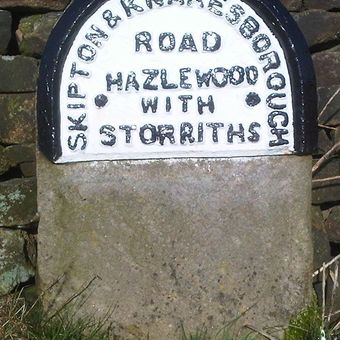 SKIPTON & KNARESBOROUGH
ROAD
HAZLEWOOD
WITH
STORRITHS